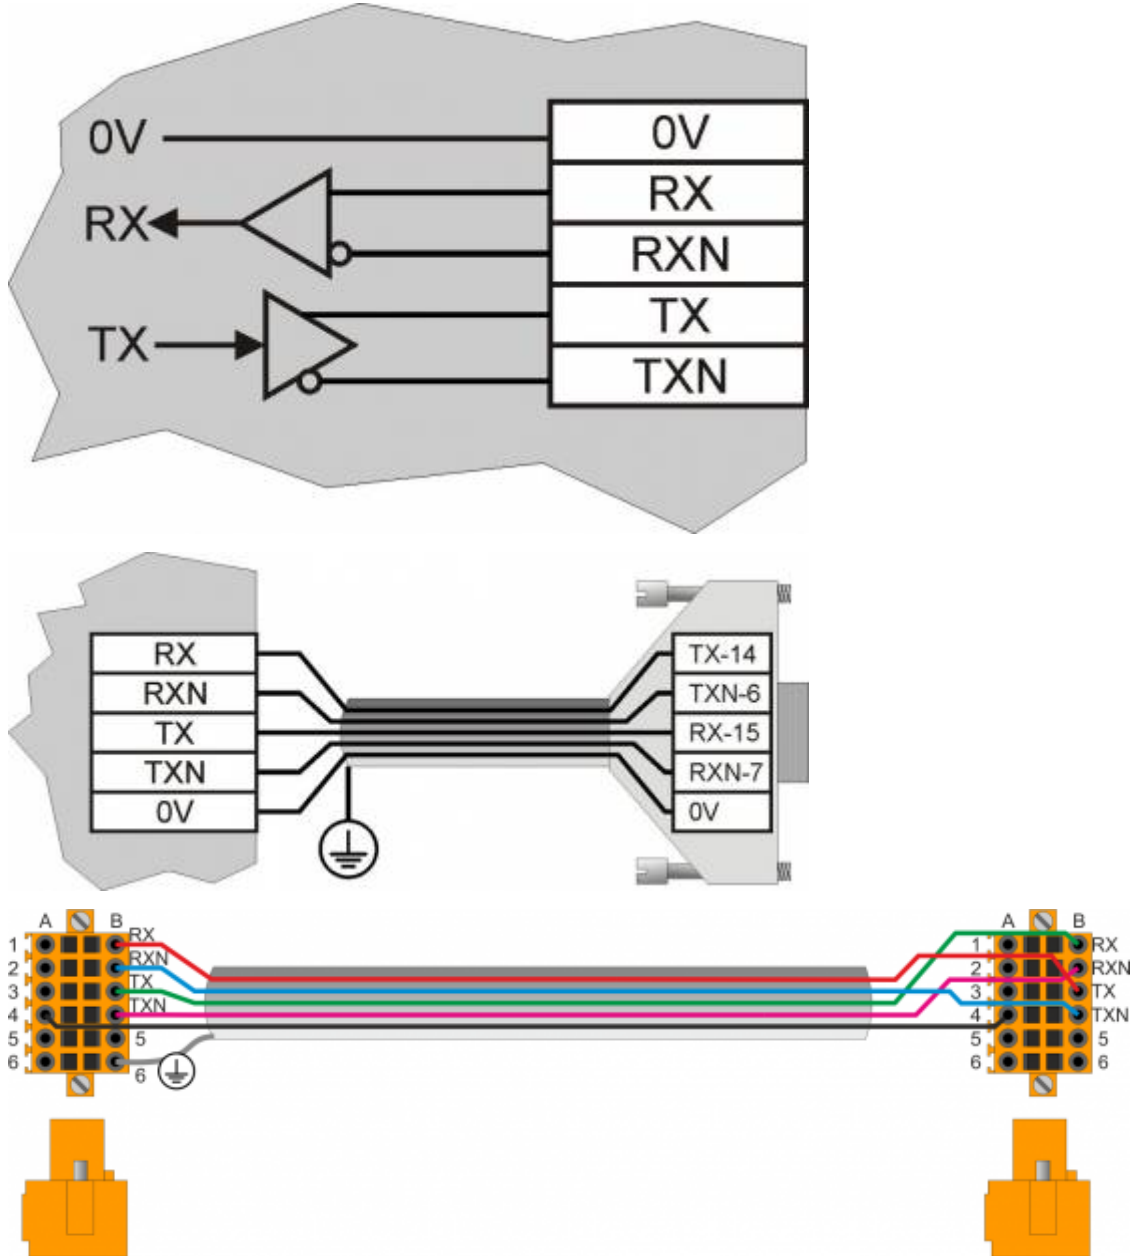 0V 0V
RX
RX
RXN
TX
TX
TXN
RX TX-14
RXN TXN-6
TX RX-15
TXN RXN-7
0V 0V
A B A B
1 RX 1 RX
2 RXN 2 RXN
3 TX 3 TX
4 TXN 4 TXN
5 5 5 5
6 6 6 6